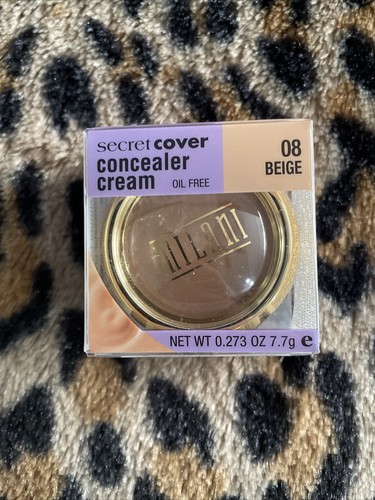 secret cover
concealer
cream OIL FREE
08
BEIGE
MILANI
NET WT 0.273 OZ 7.7g e